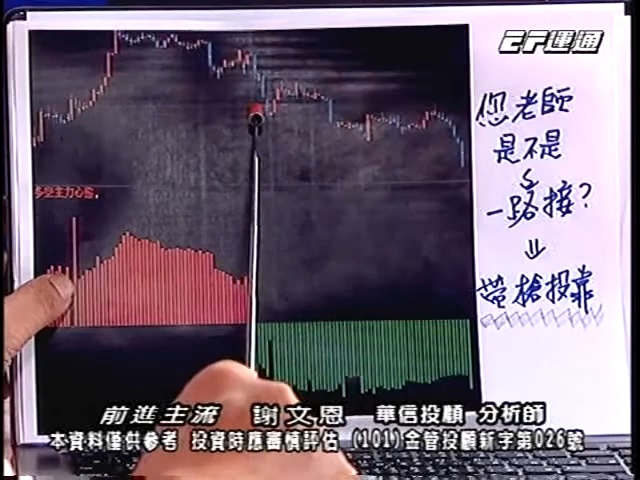 EF運通
您老師
是不是
一路接?
⇓
帶槍投靠
多空主力心態
前進主流 謝文恩 華信投顧 分析師
本資料僅供參考 投資時應審慎評估 (101)金管投顧新字第026號